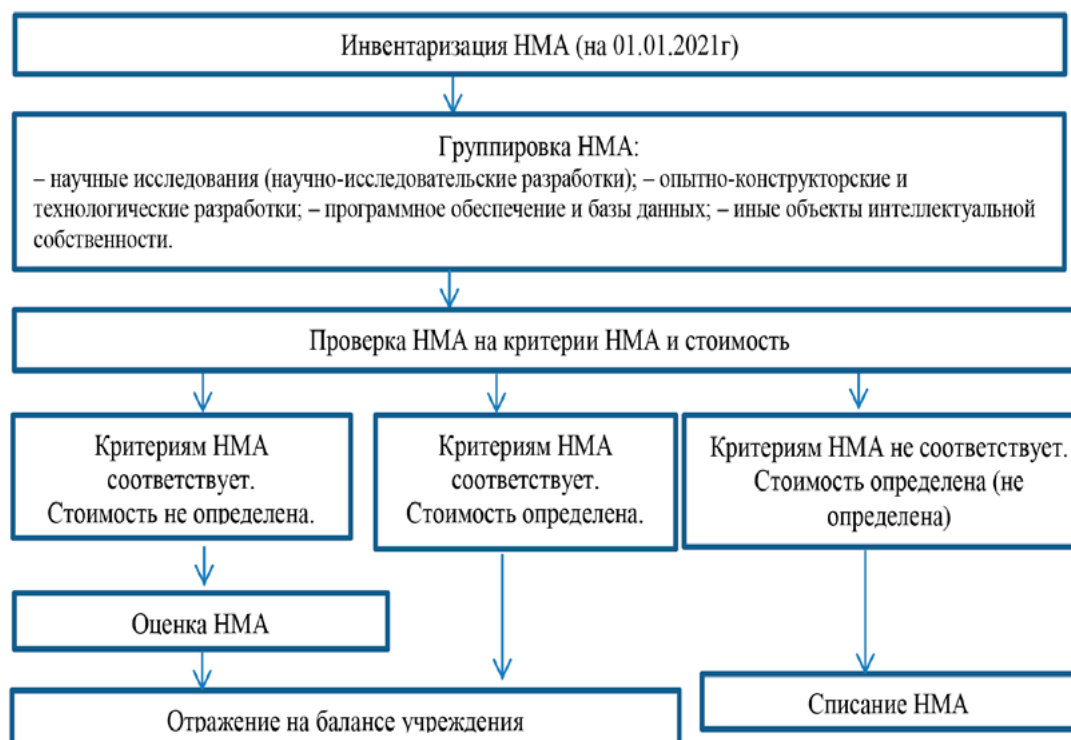 Инвентаризация НМА (на 01.01.2021г)
Группировка НМА:
– научные исследования (научно-исследовательские разработки); – опытно-конструкторские и
технологические разработки; – программное обеспечение и базы данных; – иные объекты интеллектуальной
собственности.
Проверка НМА на критерии НМА и стоимость
Критериям НМА
соответствует.
Стоимость не определена.
Критериям НМА
соответствует.
Стоимость определена.
Критериям НМА не соответствует.
Стоимость определена (не
определена)
Оценка НМА
Отражение на балансе учреждения
Списание НМА